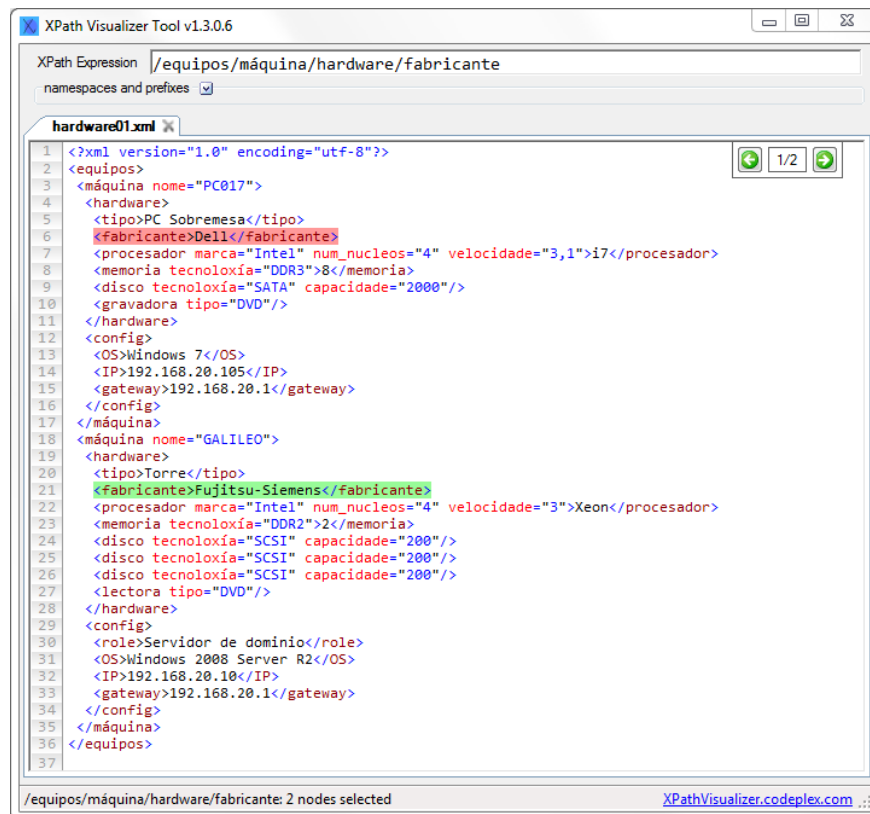 XPath Visualizer Tool v1.3.0.6
XPath Expression /equipos/máquina/hardware/fabricante
namespaces and prefixes
hardware01.xml
1/2
1 <?xml version="1.0" encoding="utf-8"?>
2 <equipos>
3 <máquina nome="PC017">
4 <hardware>
5 <tipo>PC Sobremesa</tipo>
6 <fabricante>Dell</fabricante>
7 <procesador marca="Intel" num_nucleos="4" velocidade="3,1">i7</procesador>
8 <memoria tecnoloxía="DDR3">8</memoria>
9 <disco tecnoloxía="SATA" capacidade="2000"/>
10 <gravadora tipo="DVD"/>
11 </hardware>
12 <config>
13 <OS>Windows 7</OS>
14 <IP>192.168.20.105</IP>
15 <gateway>192.168.20.1</gateway>
16 </config>
17 </máquina>
18 <máquina nome="GALILEO">
19 <hardware>
20 <tipo>Torre</tipo>
21 <fabricante>Fujitsu-Siemens</fabricante>
22 <procesador marca="Intel" num_nucleos="4" velocidade="3">Xeon</procesador>
23 <memoria tecnoloxía="DDR2">2</memoria>
24 <disco tecnoloxía="SCSI" capacidade="200"/>
25 <disco tecnoloxía="SCSI" capacidade="200"/>
26 <disco tecnoloxía="SCSI" capacidade="200"/>
27 <lectora tipo="DVD"/>
28 </hardware>
29 <config>
30 <role>Servidor de dominio</role>
31 <OS>Windows 2008 Server R2</OS>
32 <IP>192.168.20.10</IP>
33 <gateway>192.168.20.1</gateway>
34 </config>
35 </máquina>
36 </equipos>
37
/equipos/máquina/hardware/fabricante: 2 nodes selected XPathVisualizer.codeplex.com